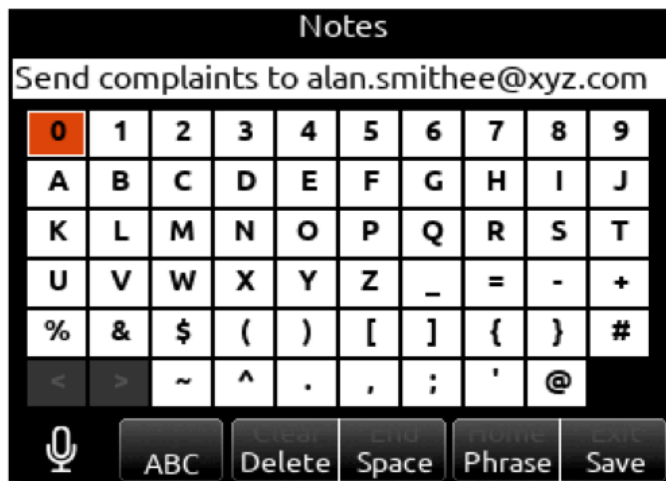 Notes
Send complaints to alan.smithee@xyz.com
0 1 2 3 4 5 6 7 8 9
A B C D E F G H I J
K L M N O P Q R S T
U V W X Y Z _ = - +
% & $ ( ) [ ] { } #
< > ~ ^ . , ; ' @
Clear End Home Exit
ABC Delete Space Phrase Save